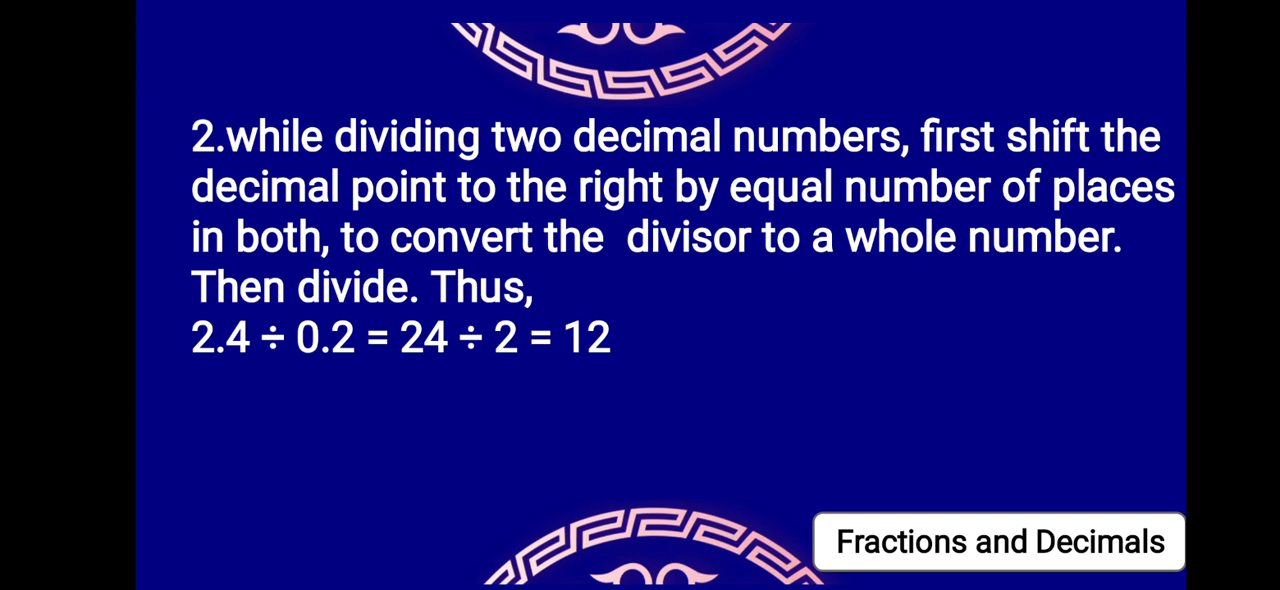 2.while dividing two decimal numbers, first shift the
decimal point to the right by equal number of places
in both, to convert the  divisor to a whole number.
Then divide. Thus,
2.4 ÷ 0.2 = 24 ÷ 2 = 12
Fractions and Decimals